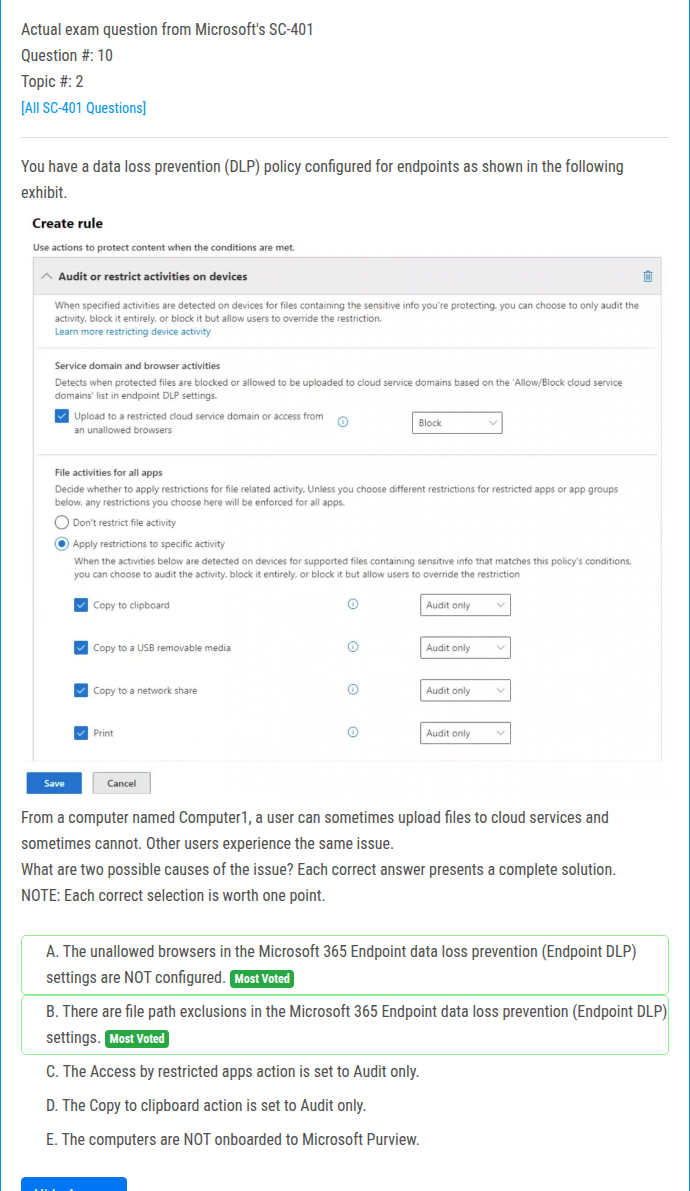 Actual exam question from Microsoft's SC-401
Question #: 10
Topic #: 2
[All SC-401 Questions]
You have a data loss prevention (DLP) policy configured for endpoints as shown in the following
exhibit.
Create rule
Use actions to protect content when the conditions are met.
Audit or restrict activities on devices
When specified activities are detected on devices for files containing the sensitive info you're protecting, you can choose to only audit the
activity, block it entirely, or block it but allow users to override the restriction.
Learn more restricting device activity
Service domain and browser activities
Detects when protected files are blocked or allowed to be uploaded to cloud service domains based on the 'Allow/Block cloud service
domains' list in endpoint DLP settings.
Upload to a restricted cloud service domain or access from
an unallowed browsers
Block
File activities for all apps
Decide whether to apply restrictions for file related activity. Unless you choose different restrictions for restricted apps or app groups
below, any restrictions you choose here will be enforced for all apps.
Don't restrict file activity
Apply restrictions to specific activity
When the activities below are detected on devices for supported files containing sensitive info that matches this policy's conditions,
you can choose to audit the activity, block it entirely, or block it but allow users to override the restriction
Copy to clipboard Audit only
Copy to a USB removable media Audit only
Copy to a network share Audit only
Print Audit only
Save Cancel
From a computer named Computer1, a user can sometimes upload files to cloud services and
sometimes cannot. Other users experience the same issue.
What are two possible causes of the issue? Each correct answer presents a complete solution.
NOTE: Each correct selection is worth one point.
A. The unallowed browsers in the Microsoft 365 Endpoint data loss prevention (Endpoint DLP)
settings are NOT configured. Most Voted
B. There are file path exclusions in the Microsoft 365 Endpoint data loss prevention (Endpoint DLP)
settings. Most Voted
C. The Access by restricted apps action is set to Audit only.
D. The Copy to clipboard action is set to Audit only.
E. The computers are NOT onboarded to Microsoft Purview.